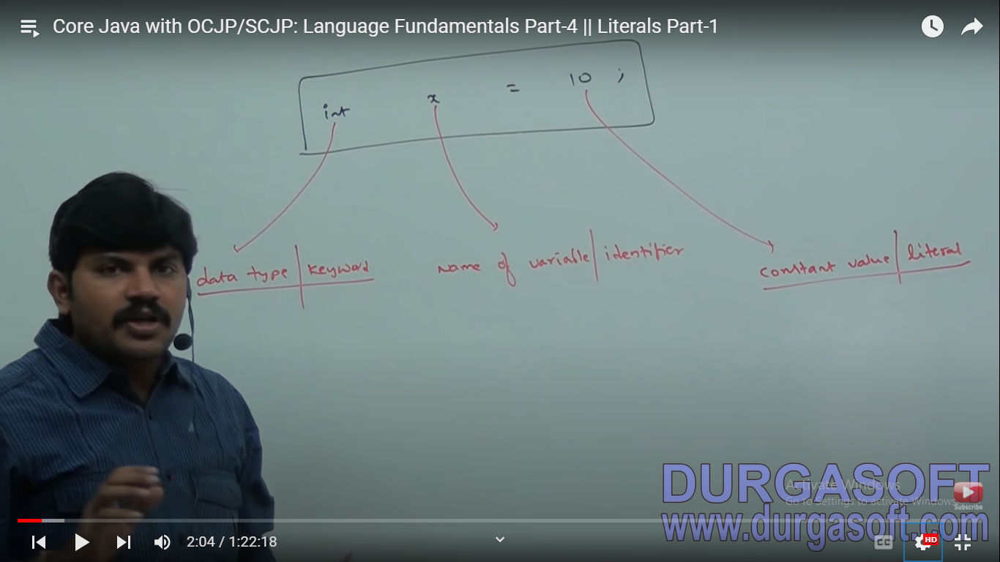 Core Java with OCJP/SCJP: Language Fundamentals Part-4 || Literals Part-1
int x = 10 ;
data type | keyword name of variable | identifier constant value | literal
DURGASOFT
Activate Windows
Go to Settings to activate Windows.
Subscribe
www.durgasoft.com
2:04 / 1:22:18
CC
HD